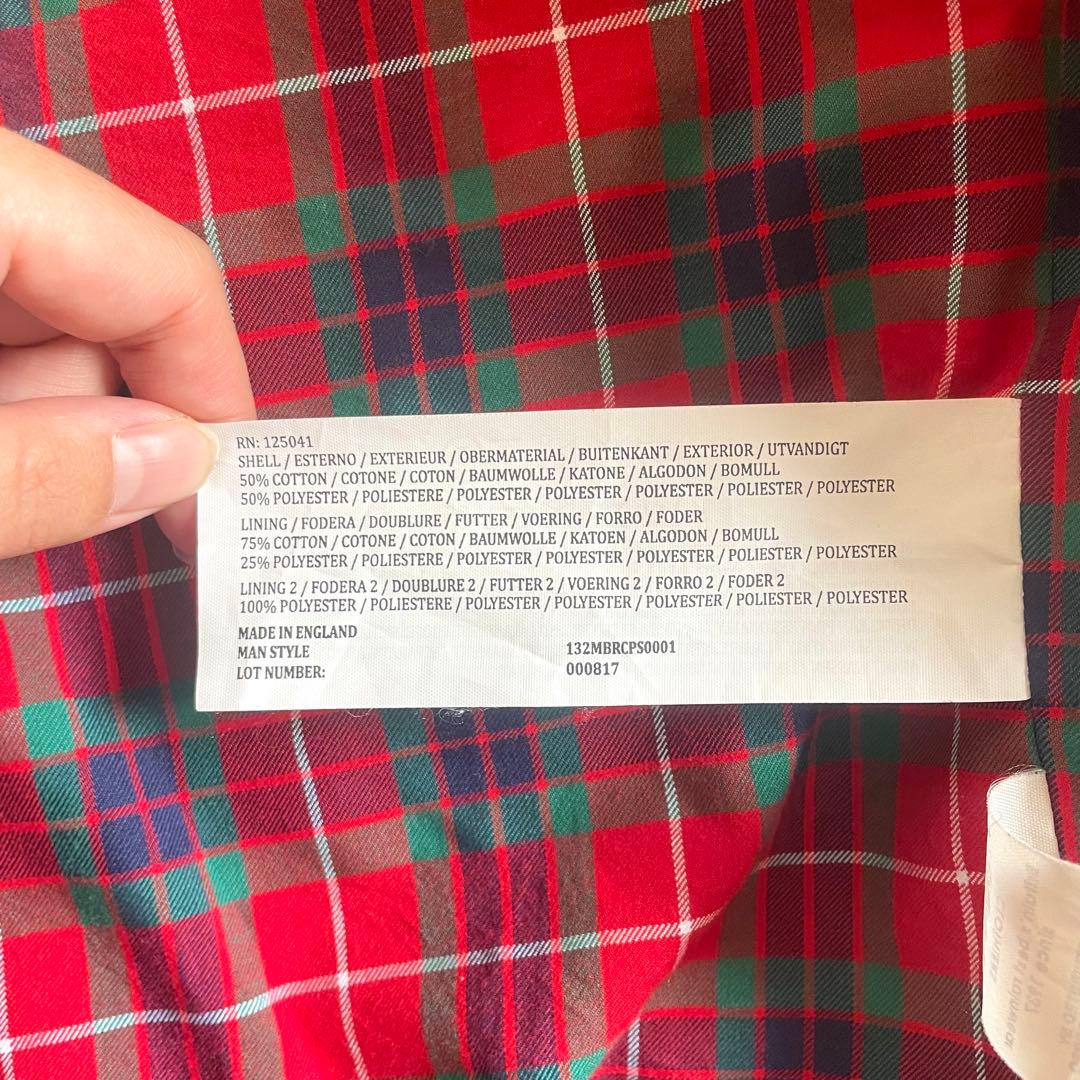 RN: 125041
SHELL / ESTERNO / EXTERIEUR / OBERMATERIAL / BUITENKANT / EXTERIOR / UTVANDIGT
50% COTTON / COTONE / COTON / BAUMWOLLE / KATONE / ALGODON / BOMULL
50% POLYESTER / POLIESTERE / POLYESTER / POLYESTER / POLYESTER / POLIESTER / POLYESTER
LINING / FODERA / DOUBLURE / FUTTER / VOERING / FORRO / FODER
75% COTTON / COTONE / COTON / BAUMWOLLE / KATOEN / ALGODON / BOMULL
25% POLYESTER / POLIESTERE / POLYESTER / POLYESTER / POLYESTER / POLIESTER / POLYESTER
LINING 2 / FODERA 2 / DOUBLURE 2 / FUTTER 2 / VOERING 2 / FORRO 2 / FODER 2
100% POLYESTER / POLIESTERE / POLYESTER / POLYESTER / POLYESTER / POLIESTER / POLYESTER
MADE IN ENGLAND
MAN STYLE 132MBRCPS0001
LOT NUMBER: 000817